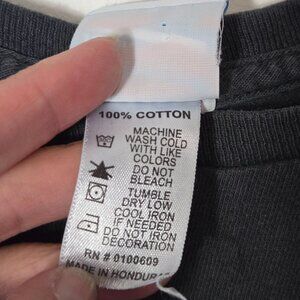 100% COTTON
MACHINE
WASH COLD
WITH LIKE
COLORS
DO NOT
BLEACH
TUMBLE
DRY LOW
COOL IRON
IF NEEDED
DO NOT IRON
DECORATION
RN # 0100609
MADE IN HONDURAS